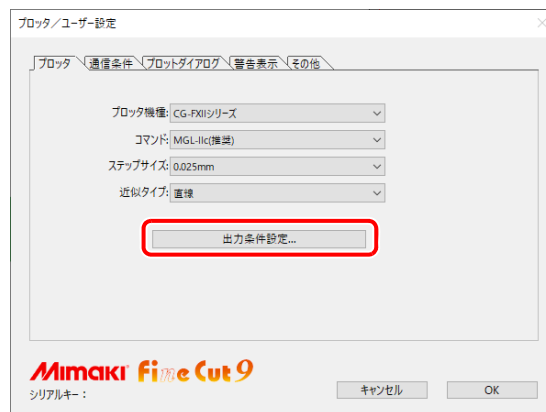 プロッタ／ユーザー設定
プロッタ 通信条件 プロットダイアログ 警告表示 その他
プロッタ機種: CG-FXIIシリーズ
コマンド: MGL-IIc(推奨)
ステップサイズ: 0.025mm
近似タイプ: 直線
出力条件設定...
Mimaki Fine Cut 9
シリアルキー：
キャンセル OK